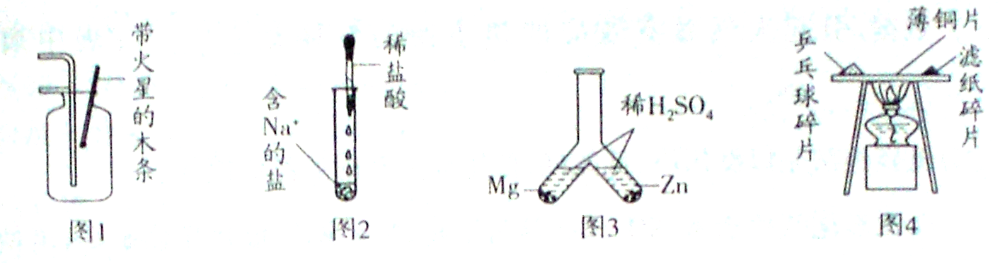 带火星的木条
图1
稀盐酸
含
Na⁺
的
盐
图2
稀H₂SO₄
Mg
Zn
图3
薄铜片
乒乓球碎片
滤纸碎片
图4